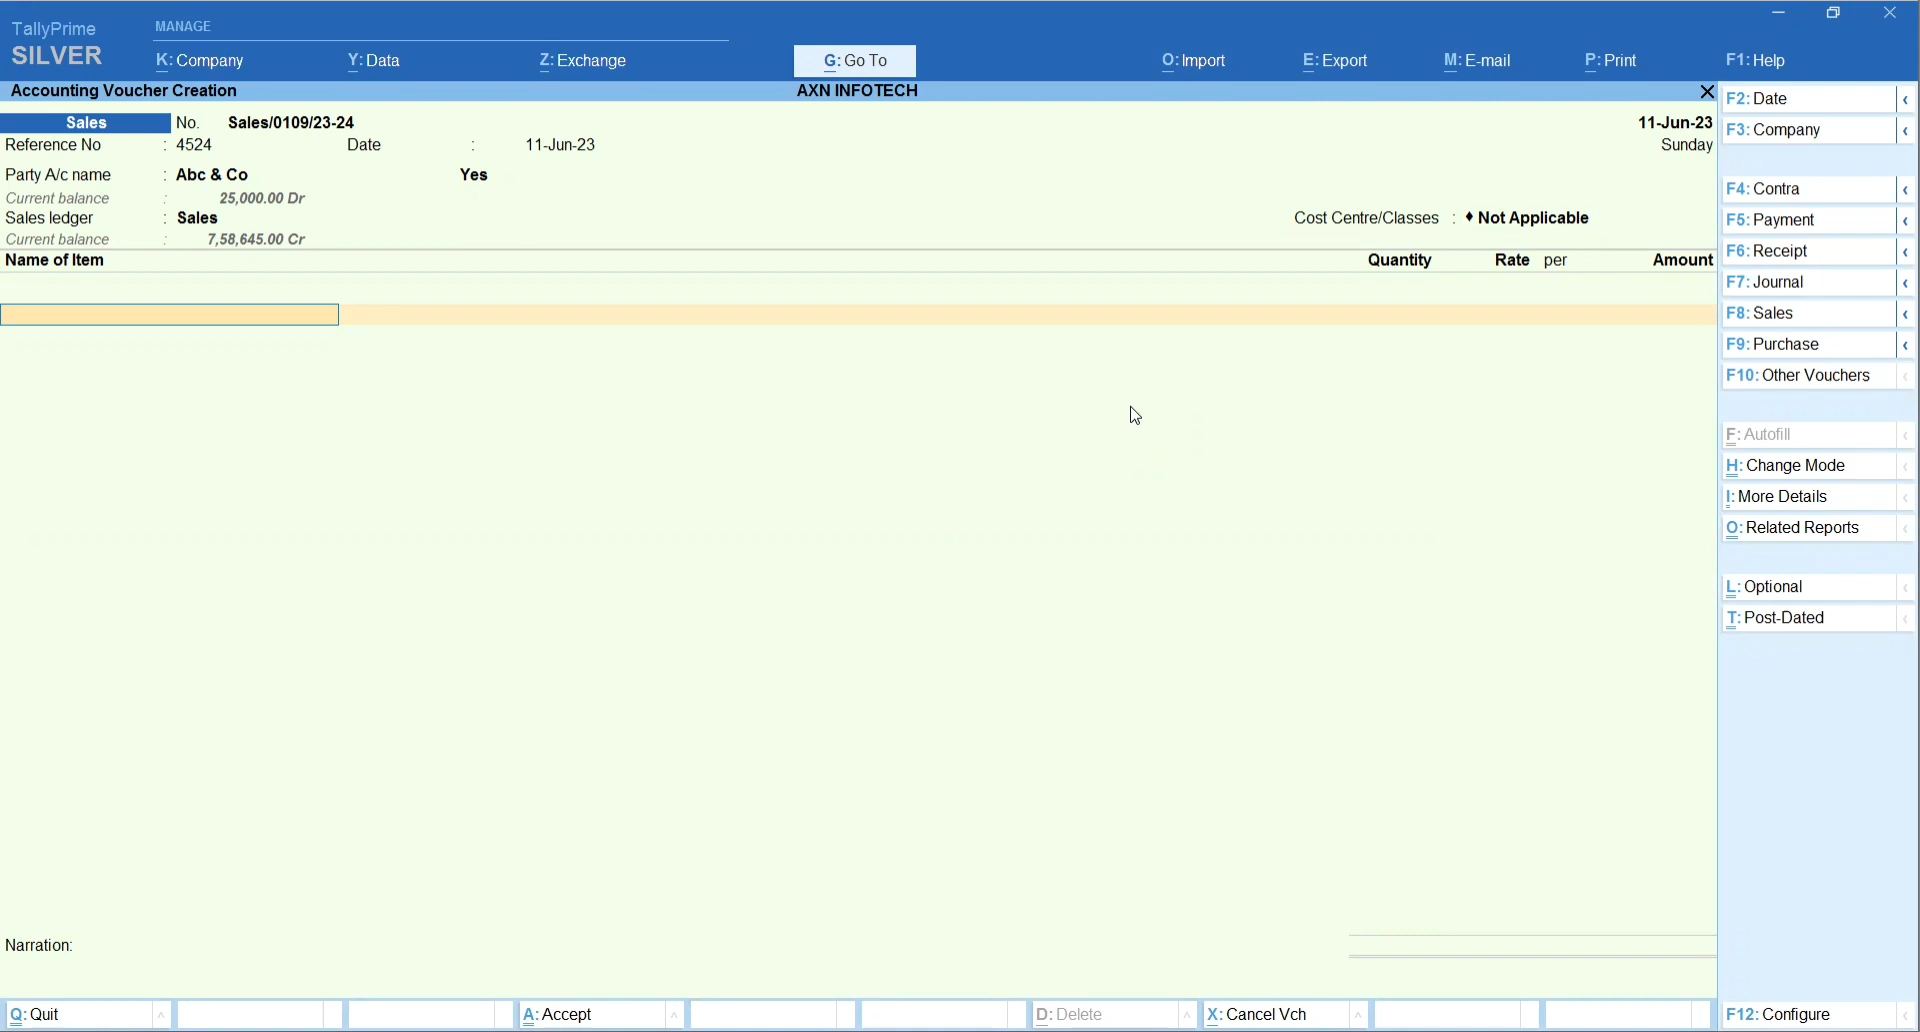 TallyPrime
SILVER
MANAGE
K: Company
Y: Data
Z: Exchange
G: Go To
O: Import
E: Export
M: E-mail
P: Print
F1: Help
Accounting Voucher Creation
AXN INFOTECH
Sales No. Sales/0109/23-24 11-Jun-23
Reference No : 4524 Date : 11-Jun-23 Sunday
Party A/c name : Abc & Co Yes
Current balance : 25,000.00 Dr
Sales ledger : Sales Cost Centre/Classes : ♦ Not Applicable
Current balance : 7,58,645.00 Cr
Name of Item Quantity Rate per Amount
Narration:
F2: Date
F3: Company
F4: Contra
F5: Payment
F6: Receipt
F7: Journal
F8: Sales
F9: Purchase
F10: Other Vouchers
F: Autofill
H: Change Mode
I: More Details
O: Related Reports
L: Optional
T: Post-Dated
Q: Quit
A: Accept
D: Delete
X: Cancel Vch
F12: Configure